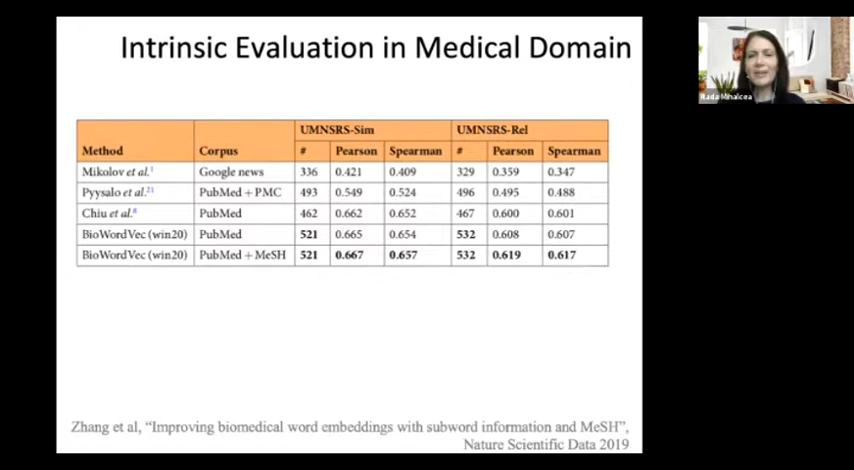 Intrinsic Evaluation in Medical Domain
Rada Mihalcea
UMNSRS-Sim UMNSRS-Rel
Method Corpus # Pearson Spearman # Pearson Spearman
Mikolov et al.1 Google news 336 0.421 0.409 329 0.359 0.347
Pyysalo et al.21 PubMed + PMC 493 0.549 0.524 496 0.495 0.488
Chiu et al.8 PubMed 462 0.662 0.652 467 0.600 0.601
BioWordVec (win20) PubMed 521 0.665 0.654 532 0.608 0.607
BioWordVec (win20) PubMed + MeSH 521 0.667 0.657 532 0.619 0.617
Zhang et al, “Improving biomedical word embeddings with subword information and MeSH”,
Nature Scientific Data 2019